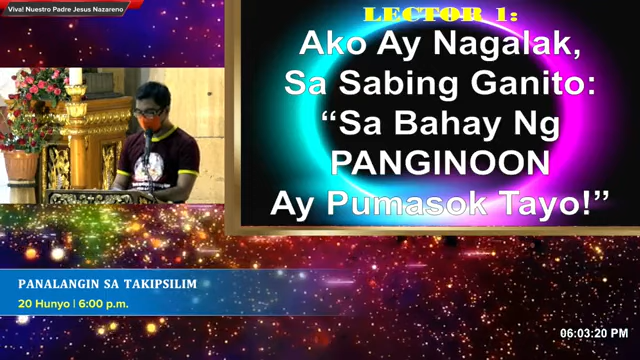 Viva! Nuestro Padre Jesus Nazareno
LECTOR 1:
Ako Ay Nagalak,
Sa Sabing Ganito:
“Sa Bahay Ng
PANGINOON
Ay Pumasok Tayo!”
PANALANGIN SA TAKIPSILIM
20 Hunyo | 6:00 p.m.
06:03:20 PM